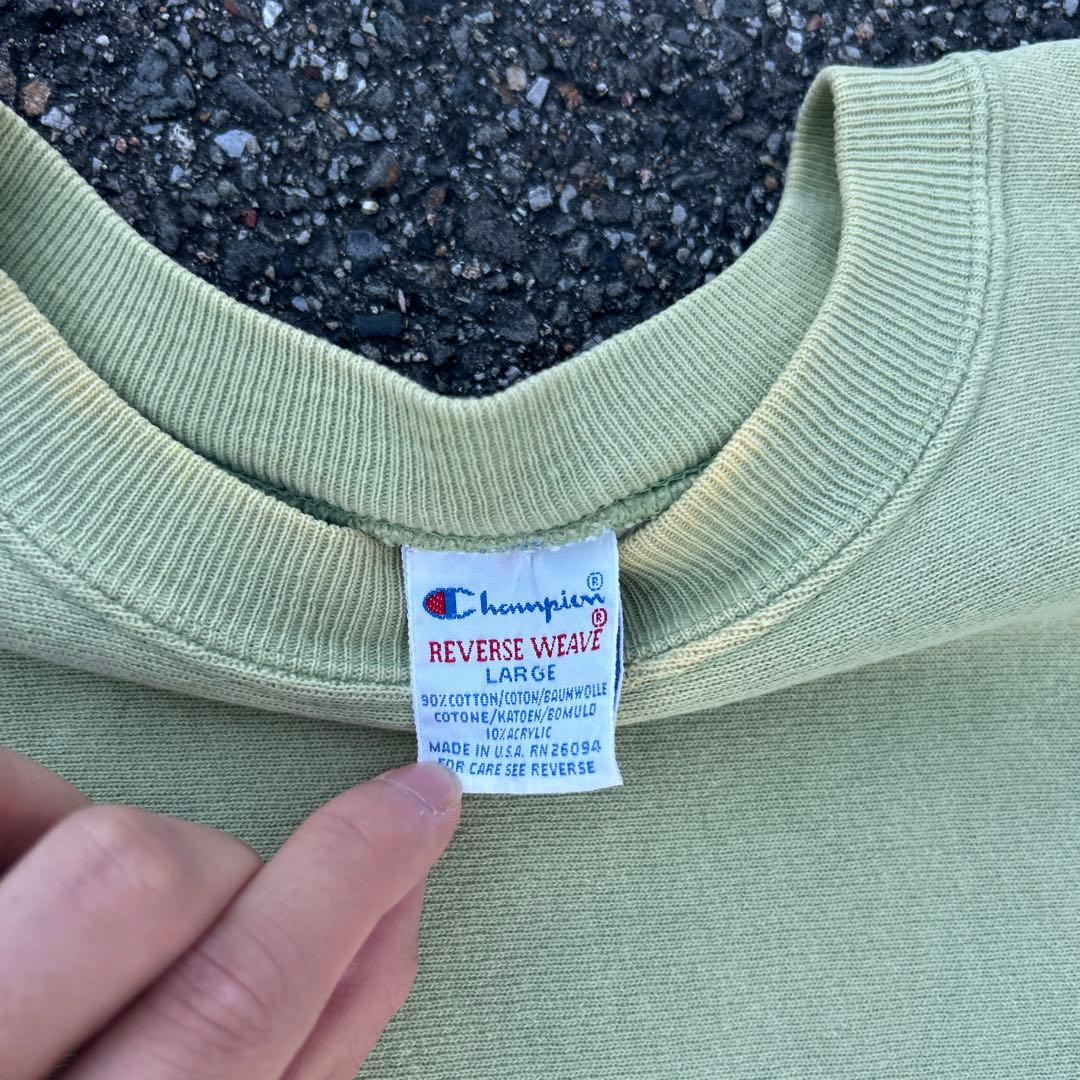 Champion®
REVERSE WEAVE®
LARGE
90%COTTON/COTON/BAUMWOLLE
COTONE/KATOEN/BOMULD
10%ACRYLIC
MADE IN U.S.A. RN26094
FOR CARE SEE REVERSE